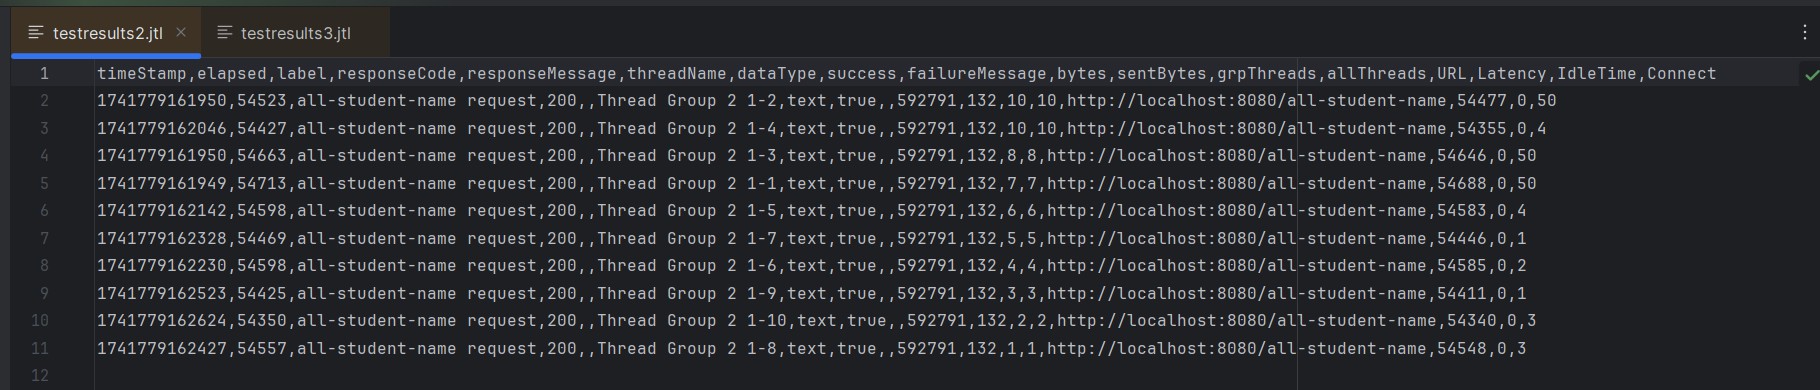 testresults2.jtl testresults3.jtl
1 timeStamp,elapsed,label,responseCode,responseMessage,threadName,dataType,success,failureMessage,bytes,sentBytes,grpThreads,allThreads,URL,Latency,IdleTime,Connect
2 1741779161950,54523,all-student-name request,200,,Thread Group 2 1-2,text,true,,592791,132,10,10,http://localhost:8080/all-student-name,54477,0,50
3 1741779162046,54427,all-student-name request,200,,Thread Group 2 1-4,text,true,,592791,132,10,10,http://localhost:8080/all-student-name,54355,0,4
4 1741779161950,54663,all-student-name request,200,,Thread Group 2 1-3,text,true,,592791,132,8,8,http://localhost:8080/all-student-name,54646,0,50
5 1741779161949,54713,all-student-name request,200,,Thread Group 2 1-1,text,true,,592791,132,7,7,http://localhost:8080/all-student-name,54688,0,50
6 1741779162142,54598,all-student-name request,200,,Thread Group 2 1-5,text,true,,592791,132,6,6,http://localhost:8080/all-student-name,54583,0,4
7 1741779162328,54469,all-student-name request,200,,Thread Group 2 1-7,text,true,,592791,132,5,5,http://localhost:8080/all-student-name,54446,0,1
8 1741779162230,54598,all-student-name request,200,,Thread Group 2 1-6,text,true,,592791,132,4,4,http://localhost:8080/all-student-name,54585,0,2
9 1741779162523,54425,all-student-name request,200,,Thread Group 2 1-9,text,true,,592791,132,3,3,http://localhost:8080/all-student-name,54411,0,1
10 1741779162624,54350,all-student-name request,200,,Thread Group 2 1-10,text,true,,592791,132,2,2,http://localhost:8080/all-student-name,54340,0,3
11 1741779162427,54557,all-student-name request,200,,Thread Group 2 1-8,text,true,,592791,132,1,1,http://localhost:8080/all-student-name,54548,0,3
12